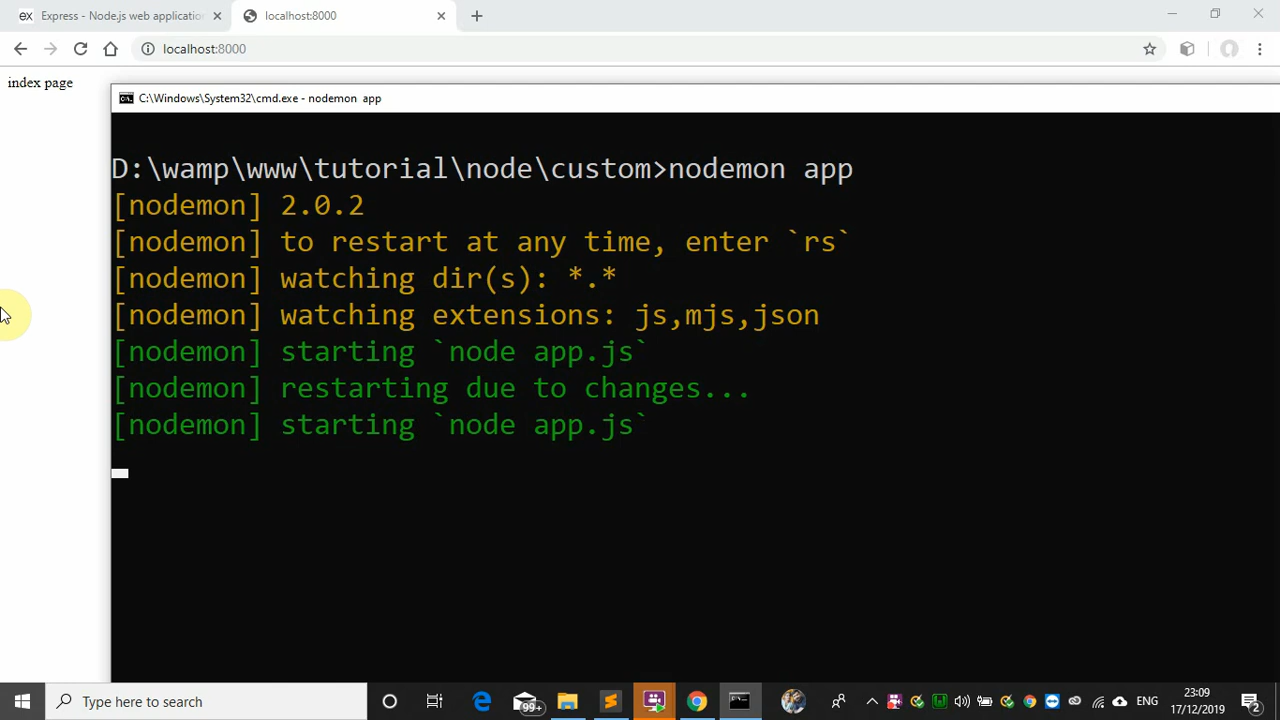 Express - Node.js web application
localhost:8000
localhost:8000
index page
C:\Windows\System32\cmd.exe - nodemon app
D:\wamp\www\tutorial\node\custom>nodemon app
[nodemon] 2.0.2
[nodemon] to restart at any time, enter `rs`
[nodemon] watching dir(s): *.*
[nodemon] watching extensions: js,mjs,json
[nodemon] starting `node app.js`
[nodemon] restarting due to changes...
[nodemon] starting `node app.js`
Type here to search
99+
ENG
23:09
17/12/2019
2